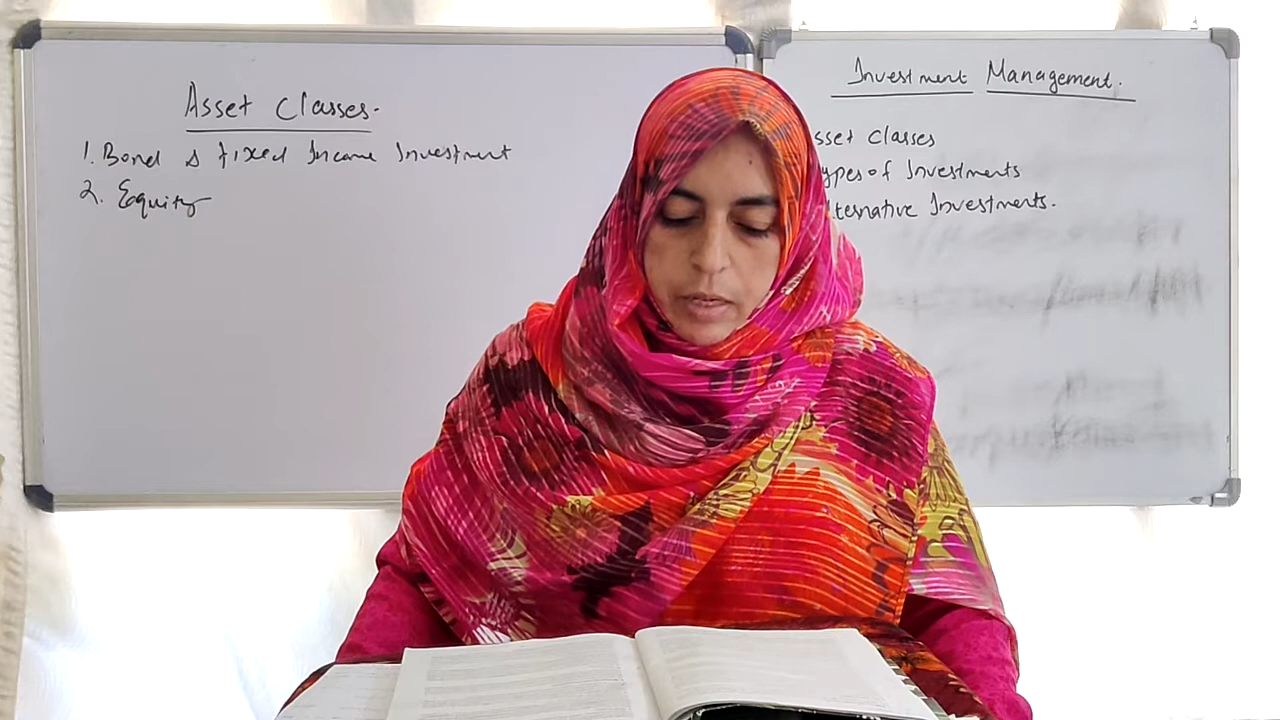 Asset Classes.
1. Bond & fixed Income Investment
2. Equity
Investment Management.
sset Classes
ypes of Investments
lternative Investments.